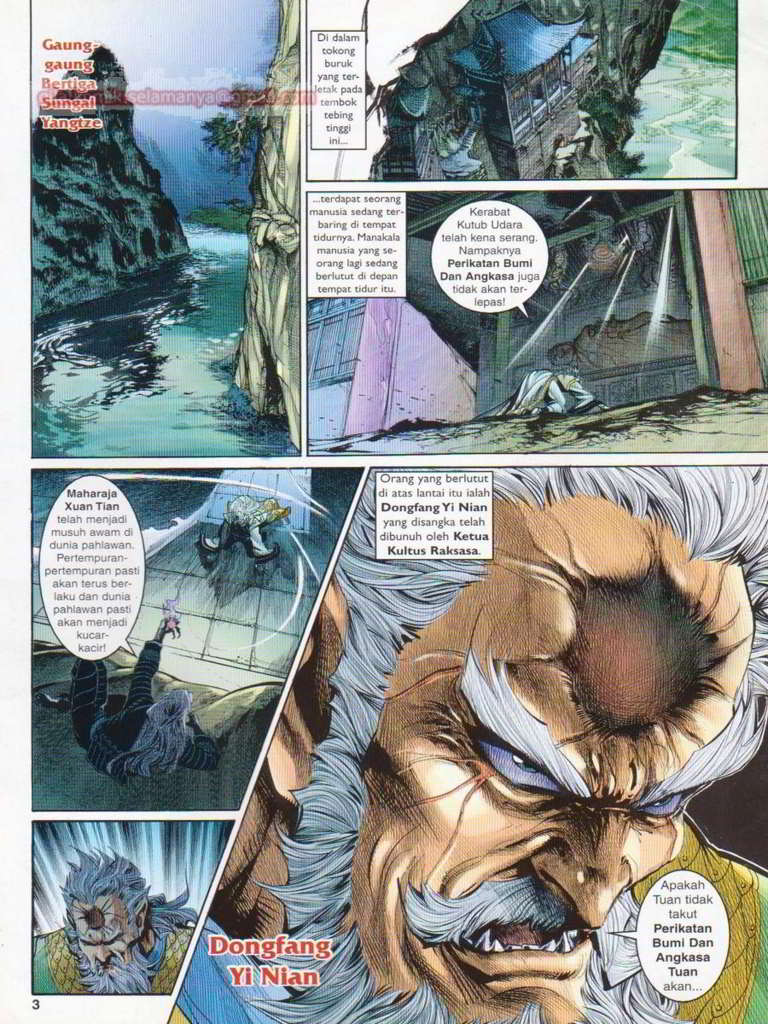 Gaung-
gaung
Bertiga
Sungai
Yangtze
Di dalam
tokong
buruk
yang ter-
letak pada
tembok
tebing
tinggi
ini...
...terdapat seorang
manusia sedang ter-
baring di tempat
tidurnya. Manakala
manusia yang se-
orang lagi sedang
berlutut di depan
tempat tidur itu.
Kerabat
Kutub Udara
telah kena serang.
Nampaknya
Perikatan Bumi
Dan Angkasa juga
tidak akan ter-
lepas!
Maharaja
Xuan Tian
telah menjadi
musuh awam di
dunia pahlawan.
Pertempuran-
pertempuran pasti
akan terus ber-
laku dan dunia
pahlawan pasti
akan menjadi
kucar-
kacir!
Orang yang berlutut
di atas lantai itu ialah
Dongfang Yi Nian
yang disangka telah
dibunuh oleh Ketua
Kultus Raksasa.
Dongfang
Yi Nian
Apakah
Tuan tidak
takut
Perikatan
Bumi Dan
Angkasa
Tuan
akan...
3